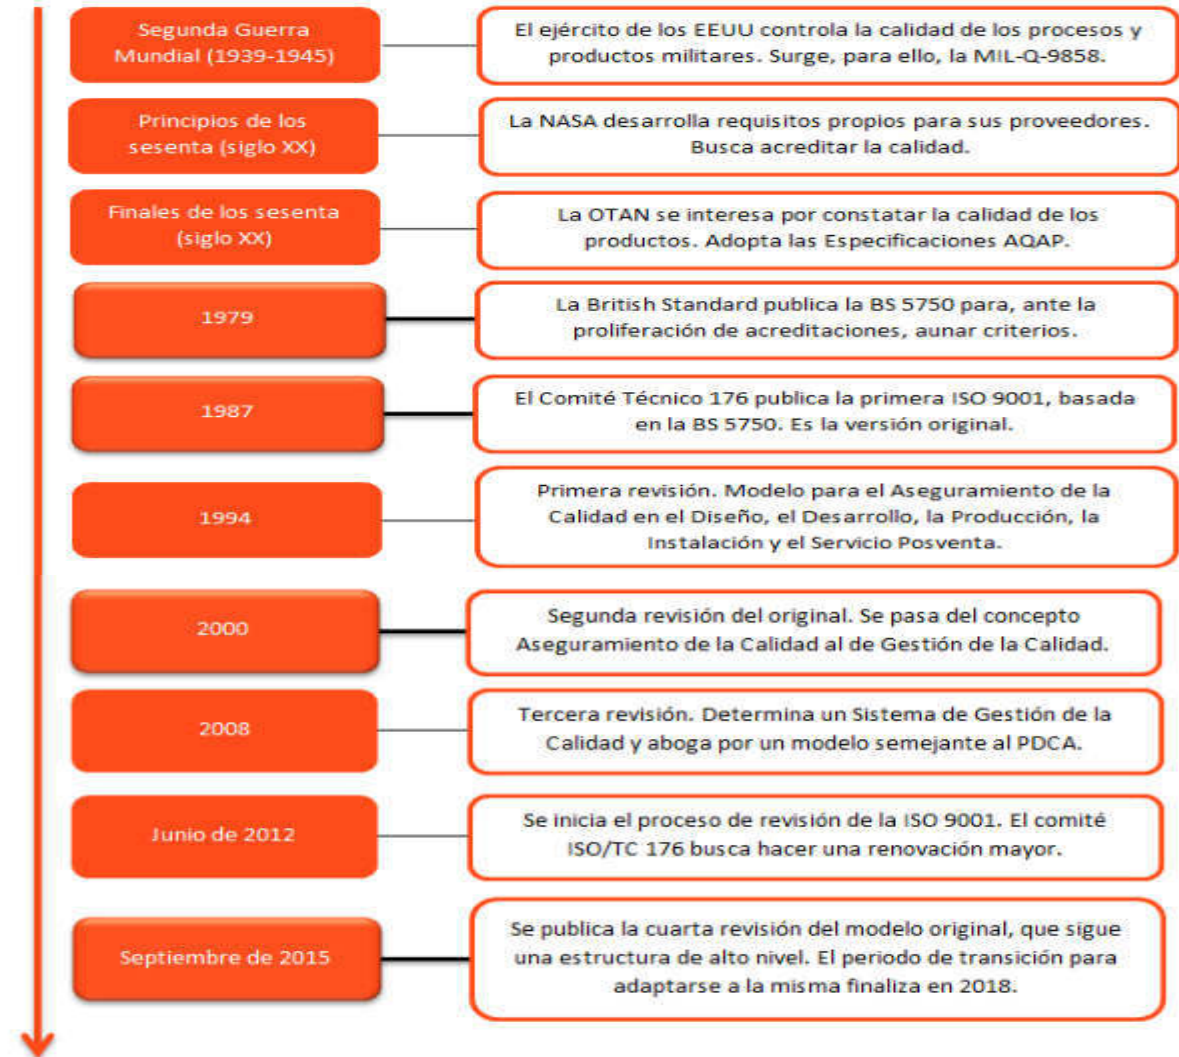 Segunda Guerra
Mundial (1939-1945)
El ejército de los EEUU controla la calidad de los procesos y
productos militares. Surge, para ello, la MIL-Q-9858.
Principios de los
sesenta (siglo XX)
La NASA desarrolla requisitos propios para sus proveedores.
Busca acreditar la calidad.
Finales de los sesenta
(siglo XX)
La OTAN se interesa por constatar la calidad de los
productos. Adopta las Especificaciones AQAP.
1979
La British Standard publica la BS 5750 para, ante la
proliferación de acreditaciones, aunar criterios.
1987
El Comité Técnico 176 publica la primera ISO 9001, basada
en la BS 5750. Es la versión original.
1994
Primera revisión. Modelo para el Aseguramiento de la
Calidad en el Diseño, el Desarrollo, la Producción, la
Instalación y el Servicio Posventa.
2000
Segunda revisión del original. Se pasa del concepto
Aseguramiento de la Calidad al de Gestión de la Calidad.
2008
Tercera revisión. Determina un Sistema de Gestión de la
Calidad y aboga por un modelo semejante al PDCA.
Junio de 2012
Se inicia el proceso de revisión de la ISO 9001. El comité
ISO/TC 176 busca hacer una renovación mayor.
Septiembre de 2015
Se publica la cuarta revisión del modelo original, que sigue
una estructura de alto nivel. El periodo de transición para
adaptarse a la misma finaliza en 2018.